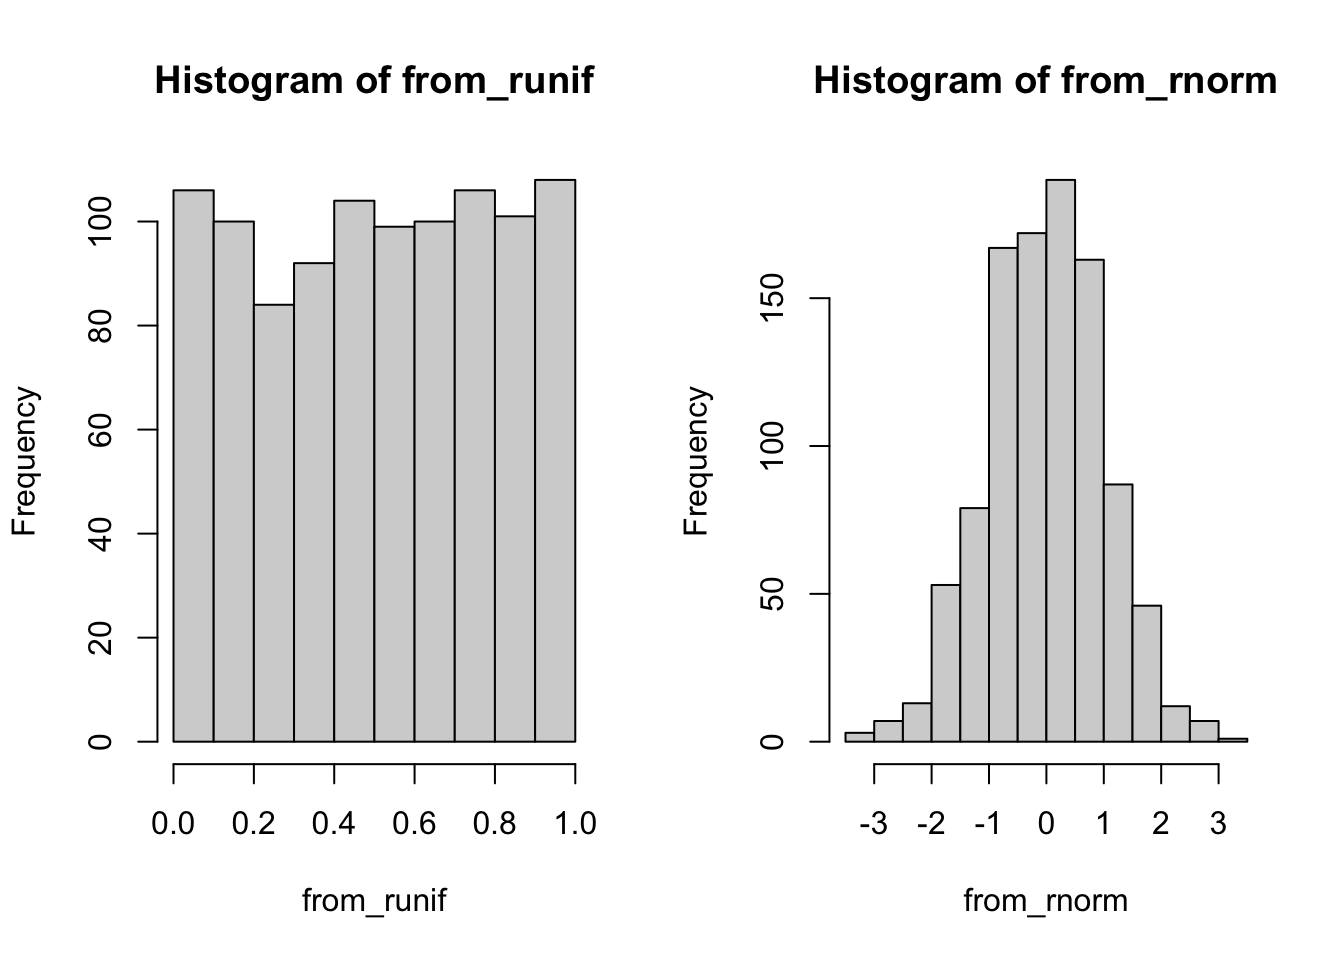 Histogram of from_runif
Frequency
100
80
60
40
20
0
0.0 0.2 0.4 0.6 0.8 1.0
from_runif
Histogram of from_rnorm
Frequency
150
100
50
0
-3 -2 -1 0 1 2 3
from_rnorm